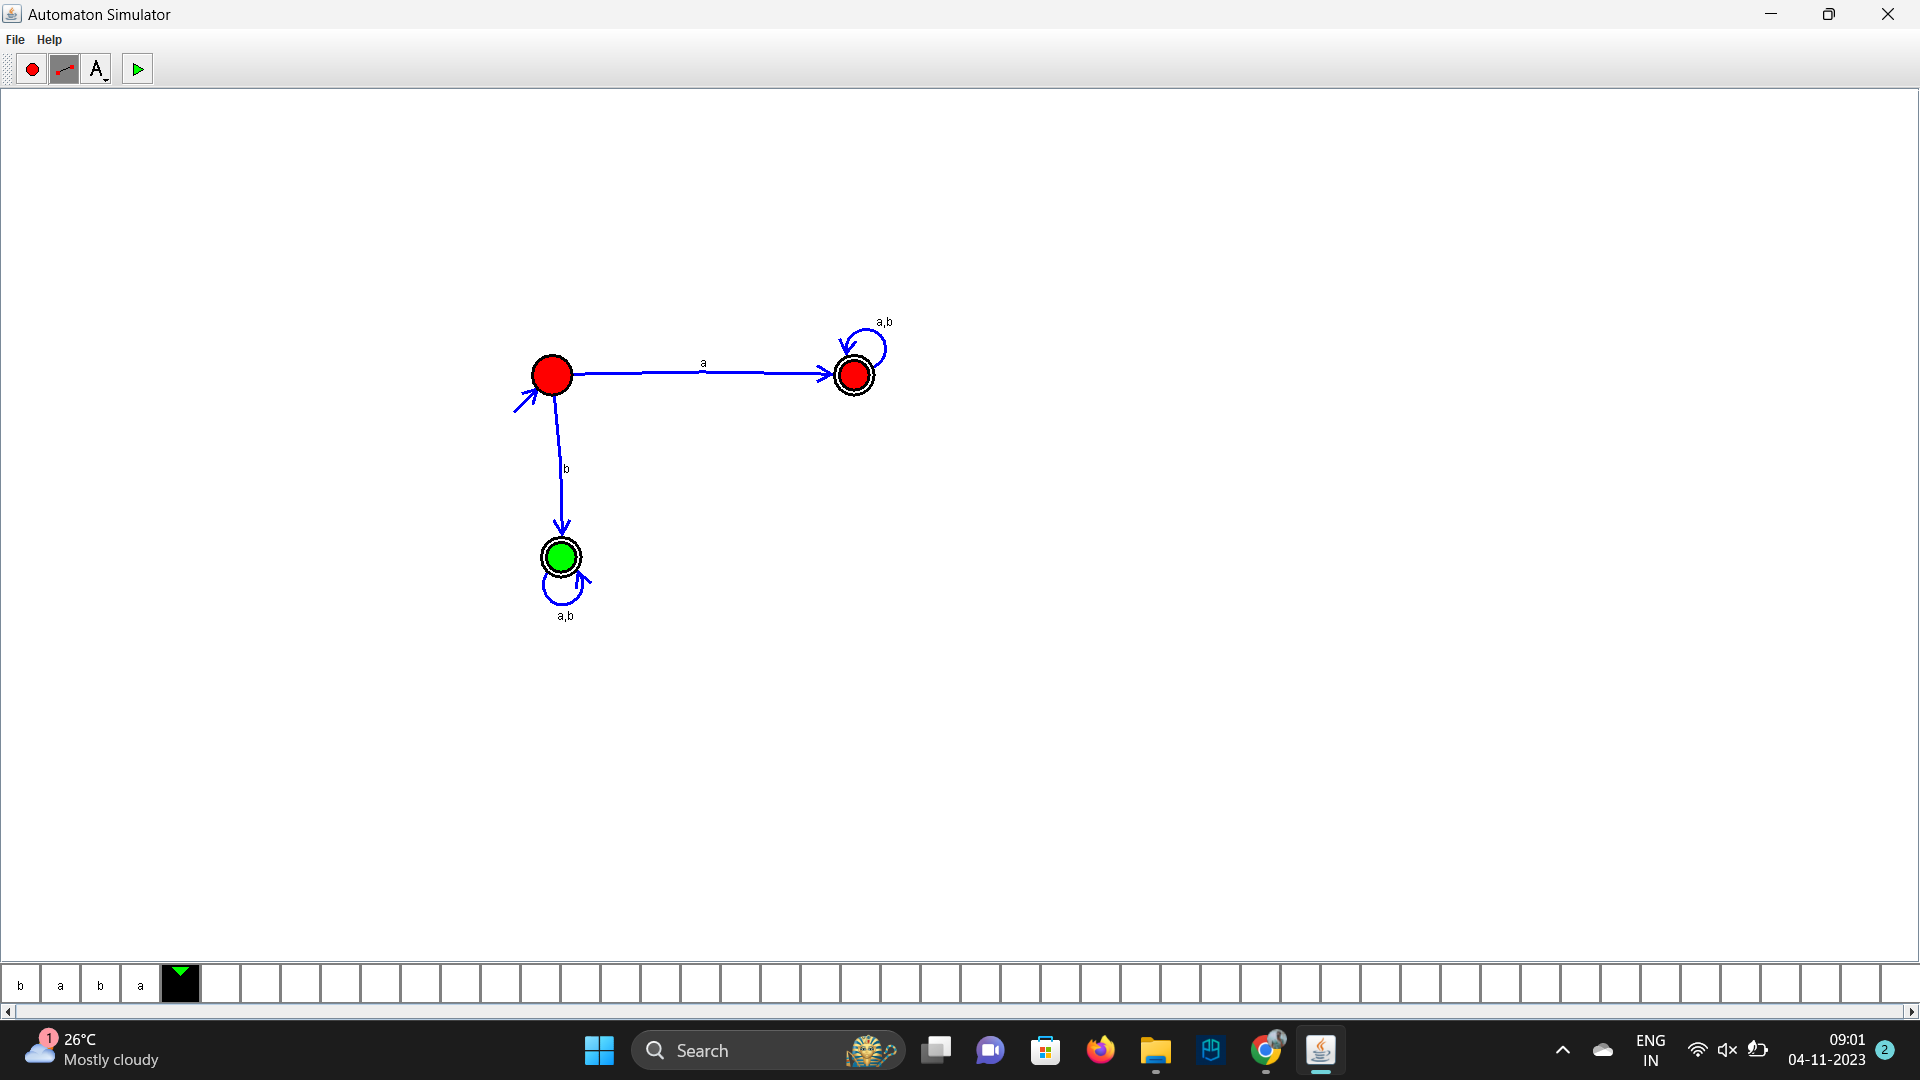 Automaton Simulator
File Help
A
a,b
a
b
a,b
b a b a
1
26°C
Mostly cloudy
Search
ENG
IN
09:01
04-11-2023
2